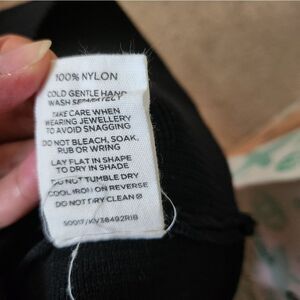 100% NYLON
COLD GENTLE HAND
WASH SEPARATELY
TAKE CARE WHEN
WEARING JEWELLERY
TO AVOID SNAGGING
DO NOT BLEACH, SOAK,
RUB OR WRING
LAY FLAT IN SHAPE
TO DRY IN SHADE
DO NOT TUMBLE DRY
COOL IRON ON REVERSE
DO NOT DRY CLEAN
50017/KV38492RIB